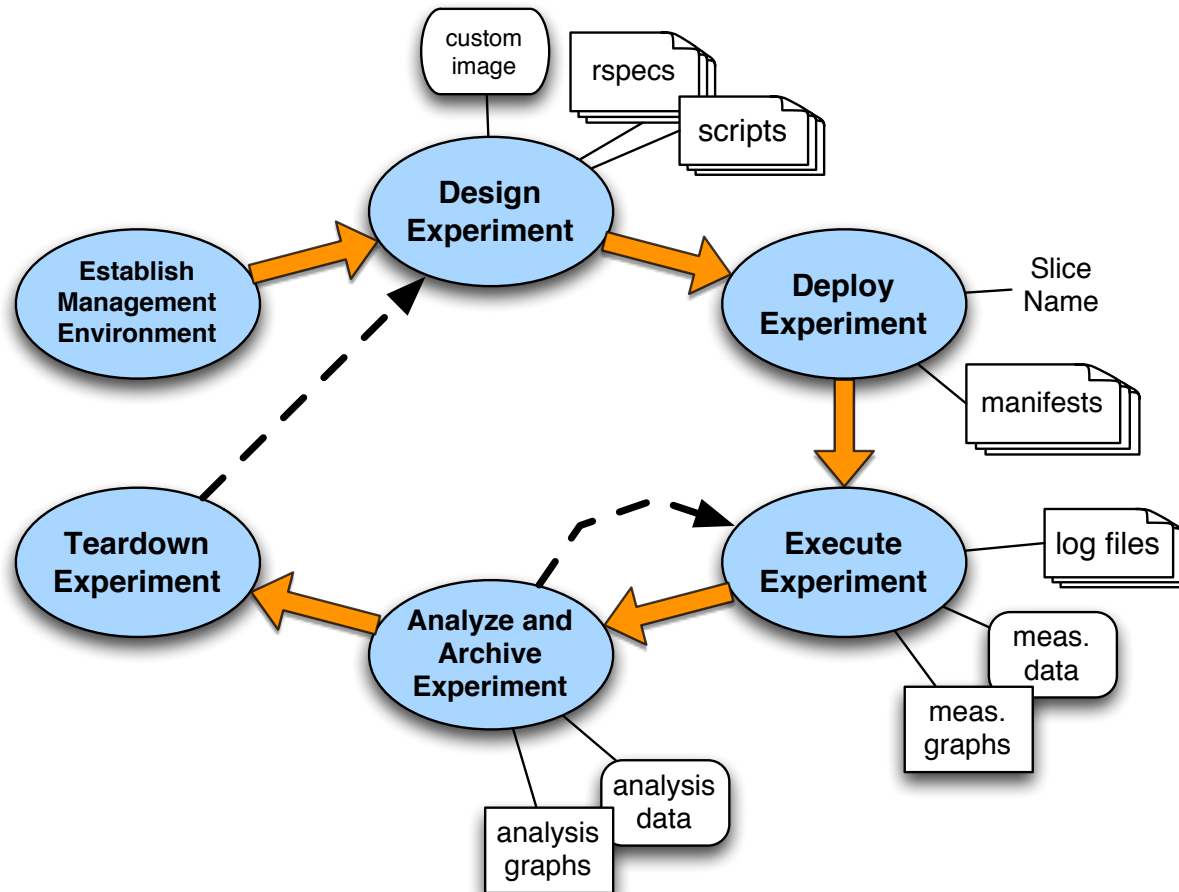 custom
image
rspecs
scripts
Design
Experiment
Establish
Management
Environment
Deploy
Experiment
Slice
Name
manifests
Teardown
Experiment
Execute
Experiment
log files
Analyze and
Archive
Experiment
meas.
data
meas.
graphs
analysis
data
analysis
graphs